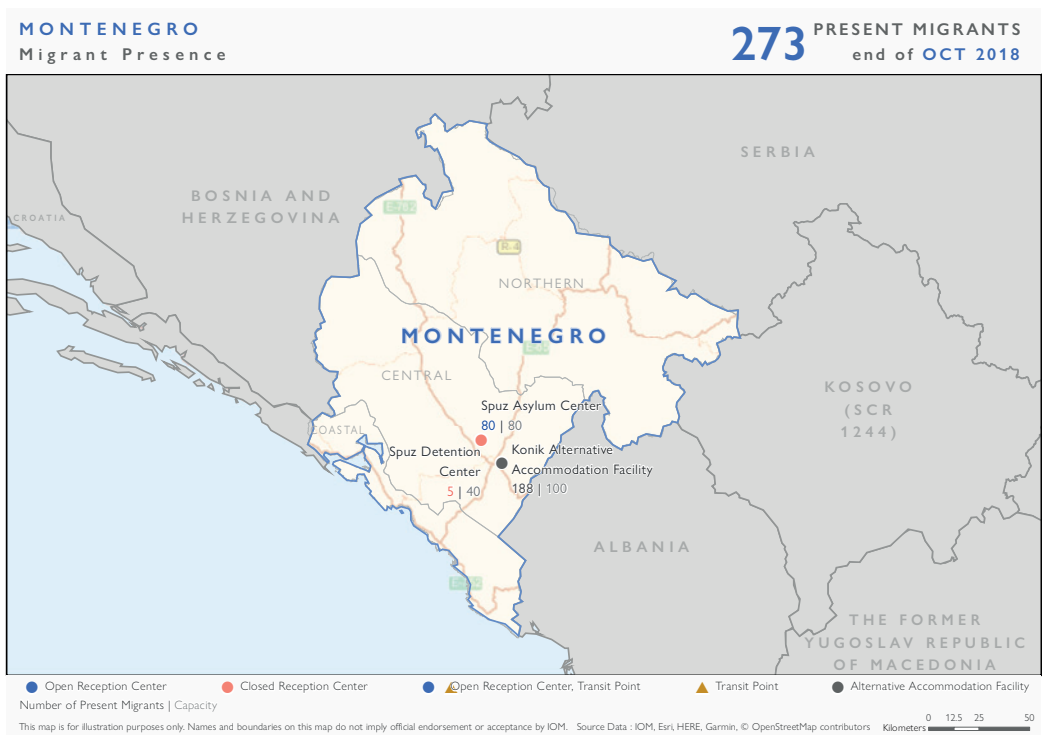 MONTENEGRO
Migrant Presence
273 PRESENT MIGRANTS
end of OCT 2018
SERBIA
BOSNIA AND
HERZEGOVINA
CROATIA
E-762
R-4
NORTHERN
MONTENEGRO
CENTRAL
KOSOVO
(SCR
1244)
Spuz Asylum Center
80 | 80
COASTAL
Spuz Detention
Center
5 | 40
Konik Alternative
Accommodation Facility
188 | 100
ALBANIA
THE FORMER
YUGOSLAV REPUBLIC
OF MACEDONIA
Open Reception Center
Closed Reception Center
Open Reception Center, Transit Point
Transit Point
Alternative Accommodation Facility
Number of Present Migrants | Capacity
This map is for illustration purposes only. Names and boundaries on this map do not imply official endorsement or acceptance by IOM. Source Data : IOM, Esri, HERE, Garmin, © OpenStreetMap contributors
Kilometers 0 12.5 25 50